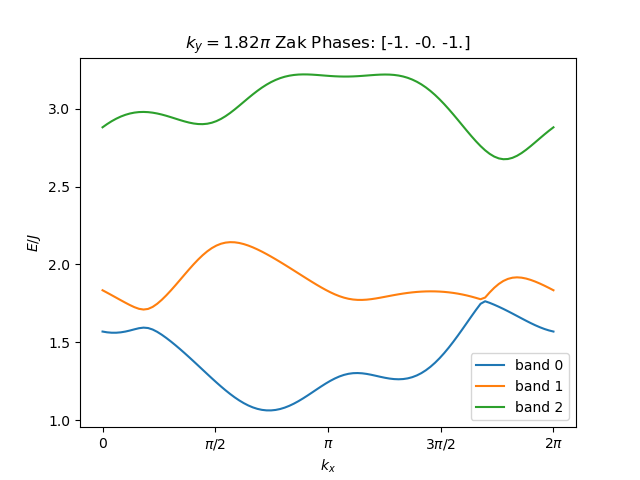 k_y = 1.82π Zak Phases: [-1. -0. -1.]
3.0
2.5
2.0
1.5
1.0
E/J
0 π/2 π 3π/2 2π
k_x
band 0
band 1
band 2